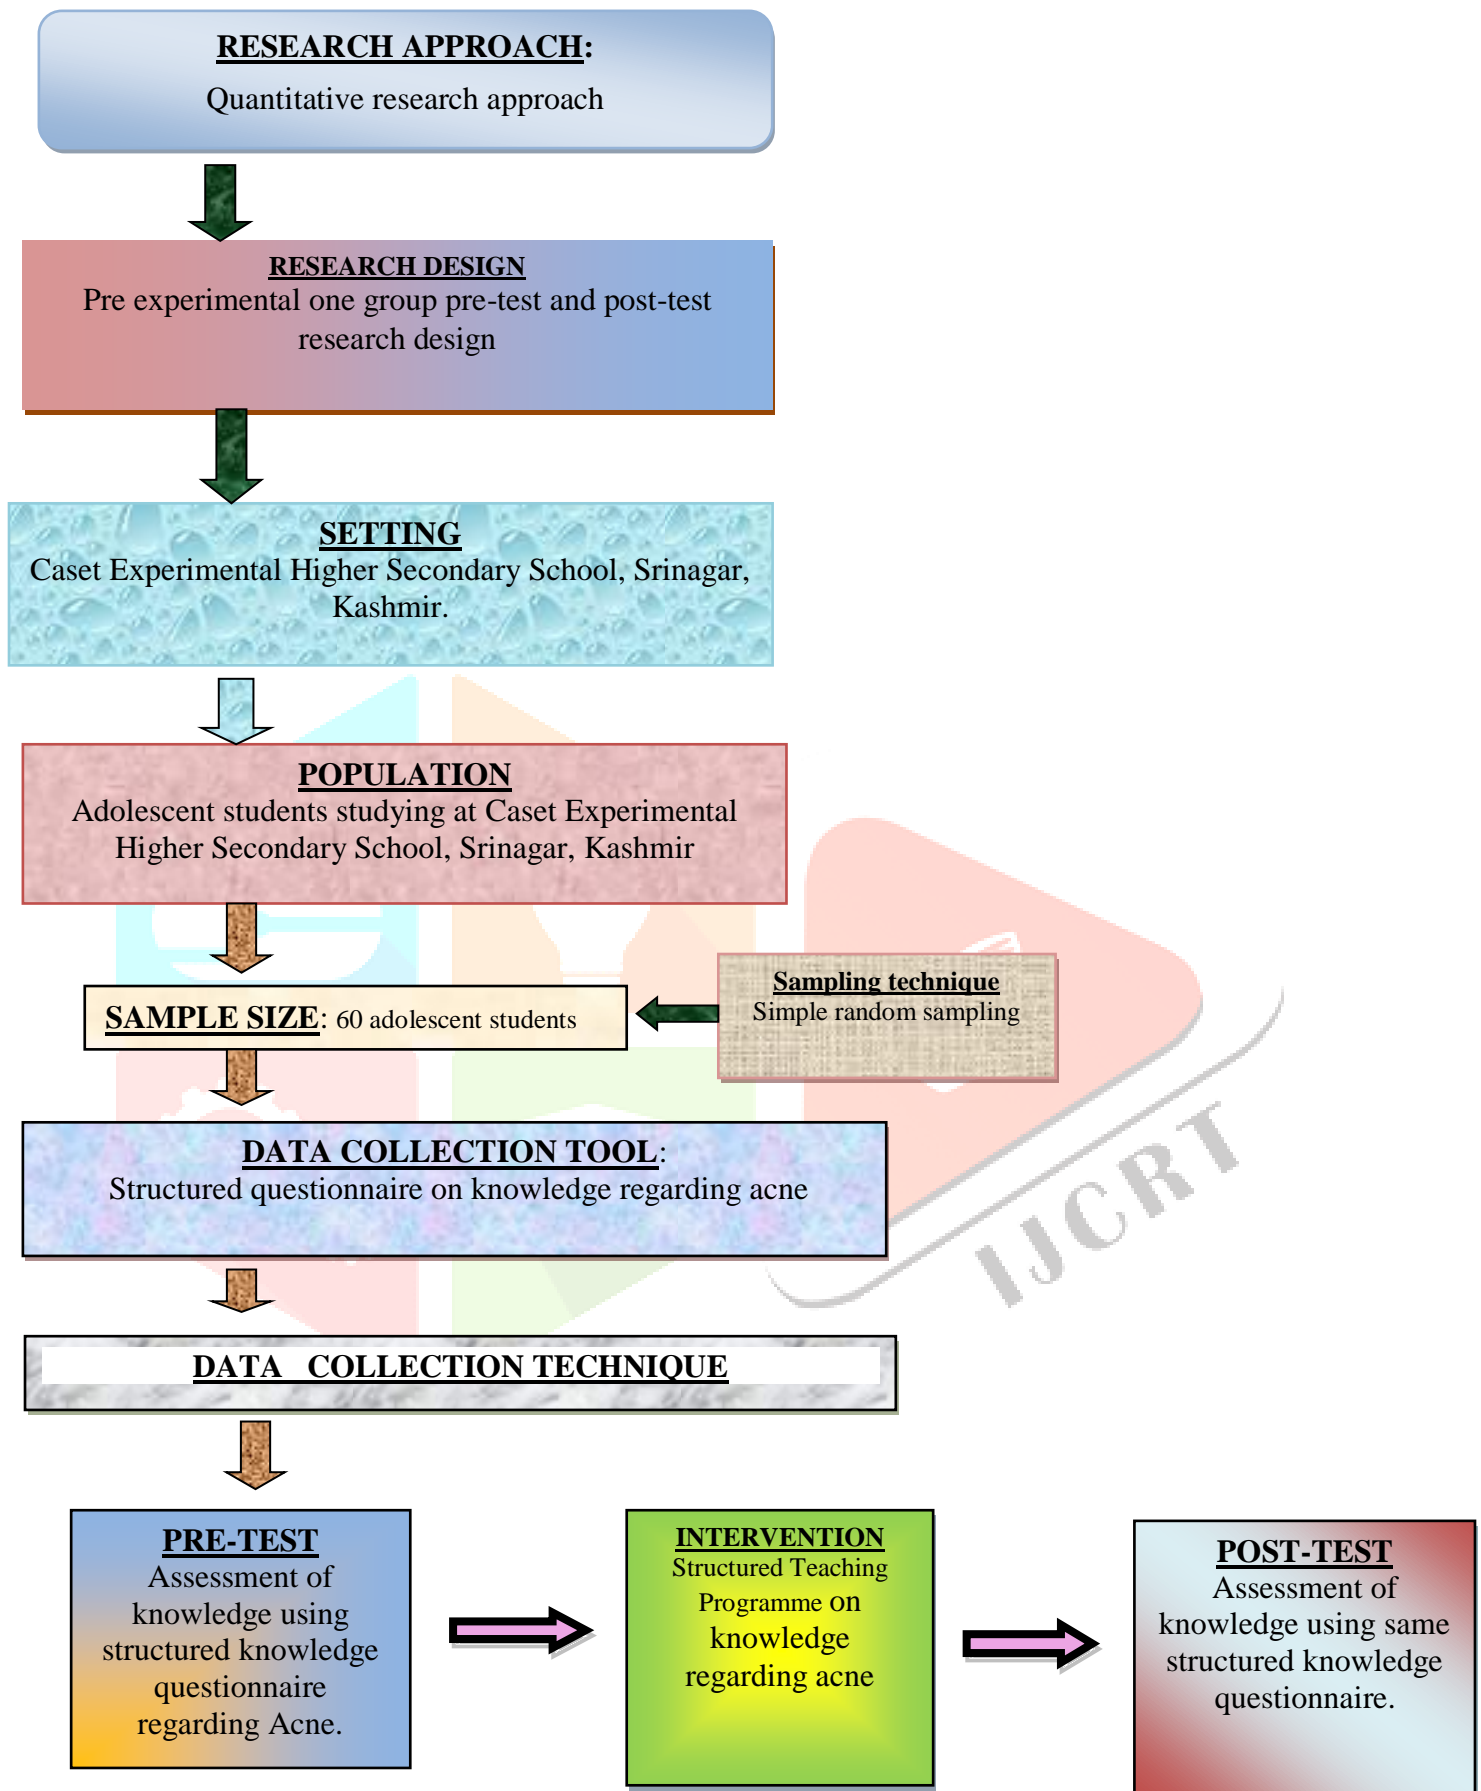 RESEARCH APPROACH:
Quantitative research approach
RESEARCH DESIGN
Pre experimental one group pre-test and post-test
research design
SETTING
Caset Experimental Higher Secondary School, Srinagar,
Kashmir.
POPULATION
Adolescent students studying at Caset Experimental
Higher Secondary School, Srinagar, Kashmir
SAMPLE SIZE: 60 adolescent students
Sampling technique
Simple random sampling
DATA COLLECTION TOOL:
Structured questionnaire on knowledge regarding acne
IJCRT
DATA COLLECTION TECHNIQUE
PRE-TEST
Assessment of
knowledge using
structured knowledge
questionnaire
regarding Acne.
INTERVENTION
Structured Teaching
Programme on
knowledge
regarding acne
POST-TEST
Assessment of
knowledge using same
structured knowledge
questionnaire.